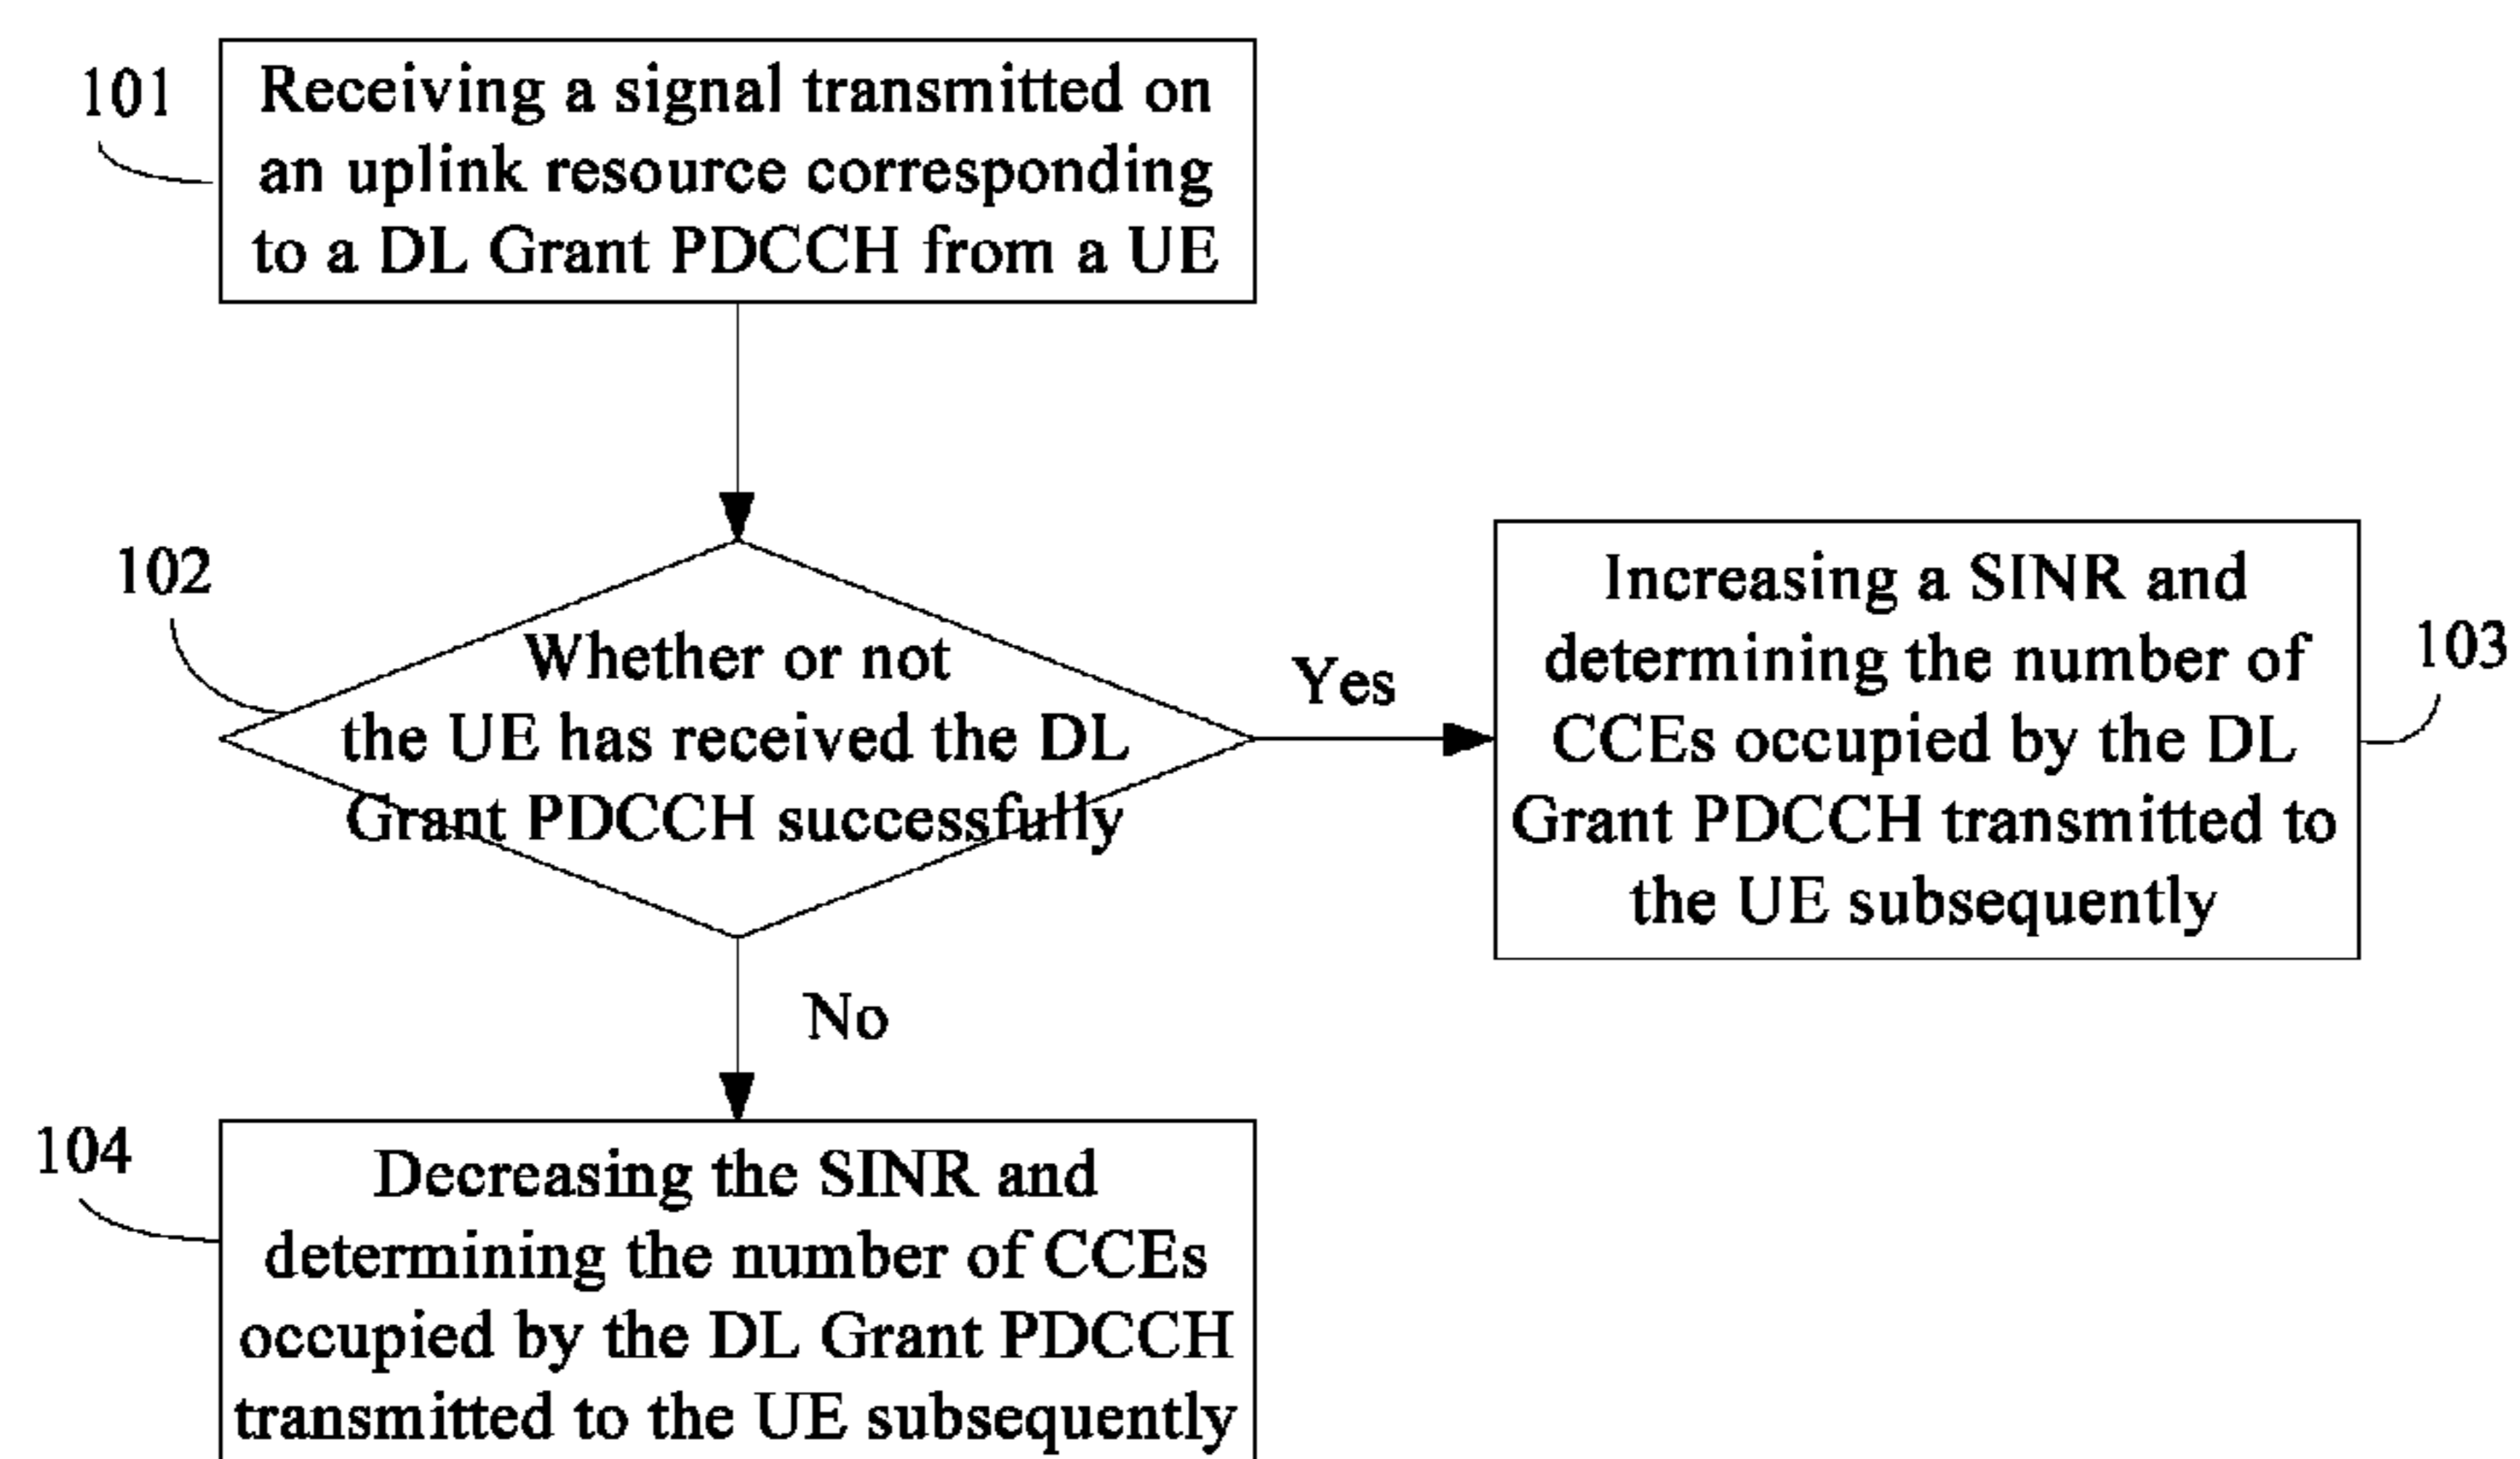 101
Receiving a signal transmitted on
an uplink resource corresponding
to a DL Grant PDCCH from a UE
102
Whether or not
the UE has received the DL
Grant PDCCH successfully
Yes
Increasing a SINR and
determining the number of
CCEs occupied by the DL
Grant PDCCH transmitted to
the UE subsequently
103
No
104
Decreasing the SINR and
determining the number of CCEs
occupied by the DL Grant PDCCH
transmitted to the UE subsequently